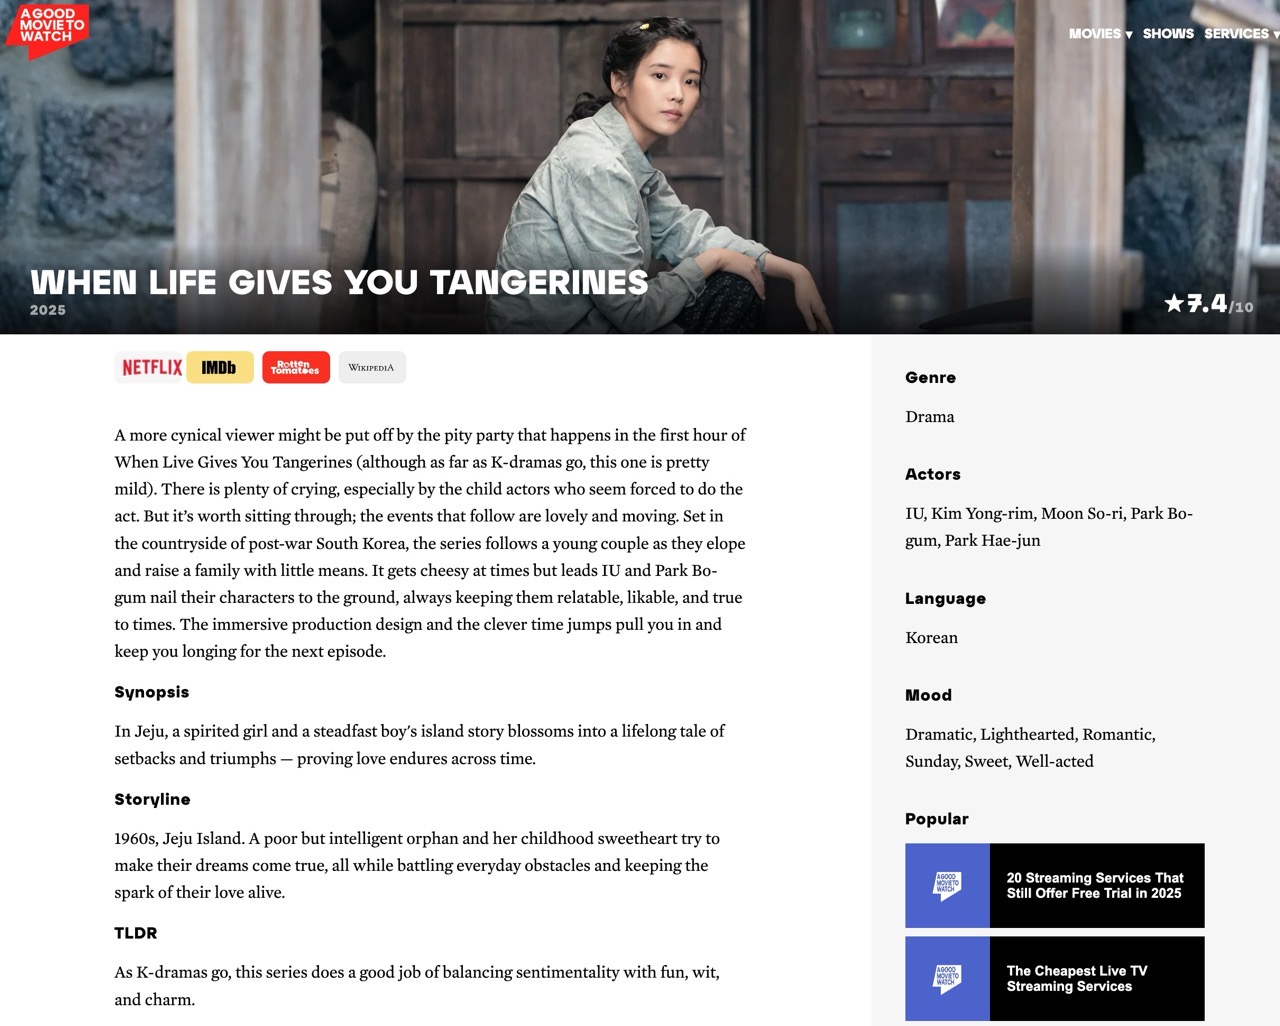 A GOOD
MOVIE TO
WATCH
MOVIES ▾ SHOWS SERVICES ▾
WHEN LIFE GIVES YOU TANGERINES
2025
★7.4/10
NETFLIX IMDb Rotten Tomatoes WIKIPEDIA
A more cynical viewer might be put off by the pity party that happens in the first hour of
When Live Gives You Tangerines (although as far as K-dramas go, this one is pretty
mild). There is plenty of crying, especially by the child actors who seem forced to do the
act. But it’s worth sitting through; the events that follow are lovely and moving. Set in
the countryside of post-war South Korea, the series follows a young couple as they elope
and raise a family with little means. It gets cheesy at times but leads IU and Park Bo-
gum nail their characters to the ground, always keeping them relatable, likable, and true
to times. The immersive production design and the clever time jumps pull you in and
keep you longing for the next episode.
Synopsis
In Jeju, a spirited girl and a steadfast boy's island story blossoms into a lifelong tale of
setbacks and triumphs — proving love endures across time.
Storyline
1960s, Jeju Island. A poor but intelligent orphan and her childhood sweetheart try to
make their dreams come true, all while battling everyday obstacles and keeping the
spark of their love alive.
TLDR
As K-dramas go, this series does a good job of balancing sentimentality with fun, wit,
and charm.
Genre
Drama
Actors
IU, Kim Yong-rim, Moon So-ri, Park Bo-
gum, Park Hae-jun
Language
Korean
Mood
Dramatic, Lighthearted, Romantic,
Sunday, Sweet, Well-acted
Popular
A GOOD
MOVIE TO
WATCH
20 Streaming Services That
Still Offer Free Trial in 2025
A GOOD
MOVIE TO
WATCH
The Cheapest Live TV
Streaming Services